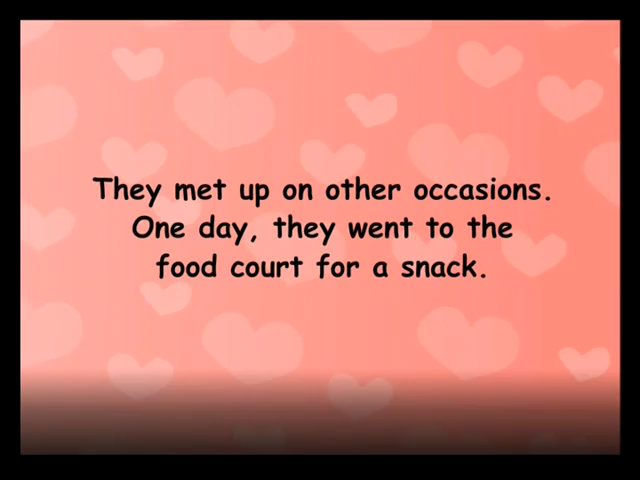 They met up on other occasions.
One day, they went to the
food court for a snack.